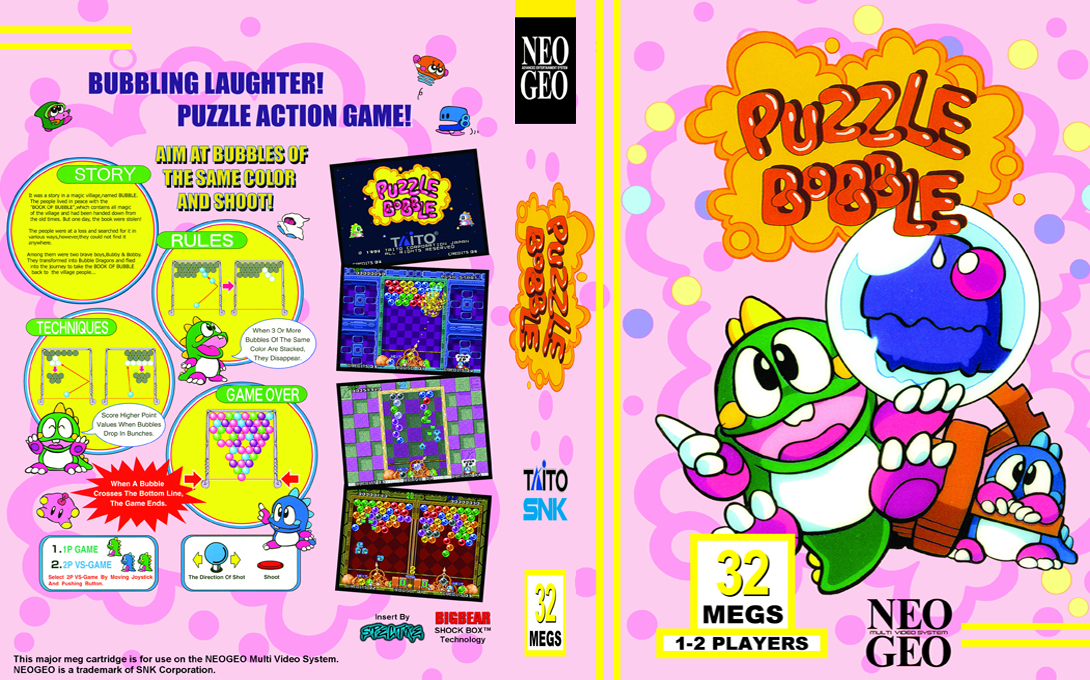 BUBBLING LAUGHTER!
PUZZLE ACTION GAME!
AIM AT BUBBLES OF
THE SAME COLOR
AND SHOOT!
STORY
It was a story in a magic village,named BUBBLE.
The people lived in peace with the
"BOOK OF BUBBLE",which contains all magic
of the village and had been handed down from
the old times. But one day, the book were stolen!
The people were at a loss and searched for it in
various ways,however,they could not find it
anywhere.
Among them were two brave boys,Bubby & Bobby.
They transformed into Bubble Dragons and fled
into the journey to take the BOOK OF BUBBLE
back to the village people...
RULES
When 3 Or More
Bubbles Of The Same
Color Are Stacked,
They Disappear.
TECHNIQUES
Score Higher Point
Values When Bubbles
Drop In Bunches.
GAME OVER
When A Bubble
Crosses The Bottom Line,
The Game Ends.
1.1P GAME
2.2P VS-GAME
Select 2P VS-Game By Moving Joystick
And Pushing Button.
The Direction Of Shot
Shoot
PUZZLE
BOBBLE
TAITO
© TAITO CORPORATION JAPAN
ALL RIGHTS RESERVED
Insert By
BIGBEAR
SHOCK BOX™
Technology
This major meg cartridge is for use on the NEOGEO Multi Video System.
NEOGEO is a trademark of SNK Corporation.
NEO
ADVANCED ENTERTAINMENT SYSTEM
GEO
PUZZLE
BOBBLE
TAITO
SNK
32
MEGS
PUZZLE
BOBBLE
32
MEGS
1-2 PLAYERS
NEO
MULTI VIDEO SYSTEM
GEO